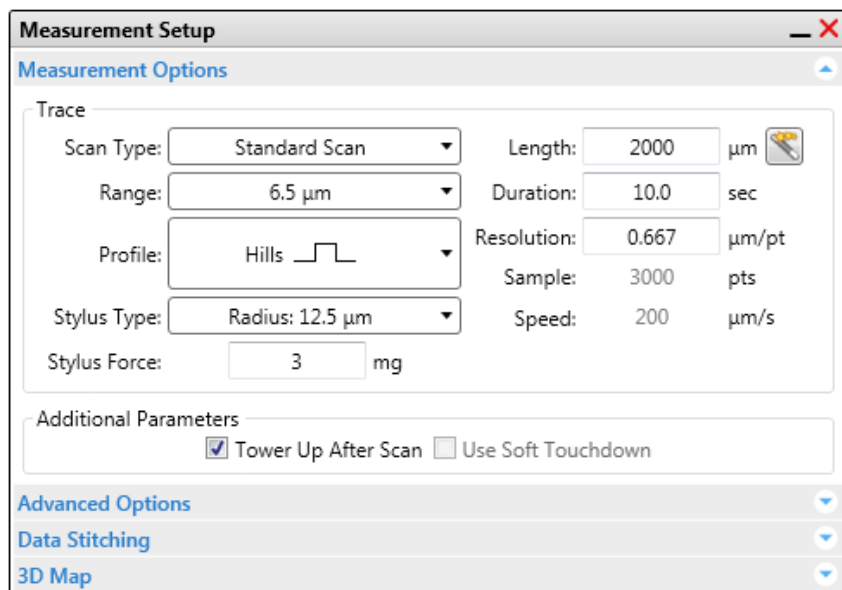 Measurement Setup
Measurement Options
Trace
Scan Type: Standard Scan Length: 2000 µm
Range: 6.5 µm Duration: 10.0 sec
Profile: Hills Resolution: 0.667 µm/pt
Sample: 3000 pts
Stylus Type: Radius: 12.5 µm Speed: 200 µm/s
Stylus Force: 3 mg
Additional Parameters
Tower Up After Scan Use Soft Touchdown
Advanced Options
Data Stitching
3D Map